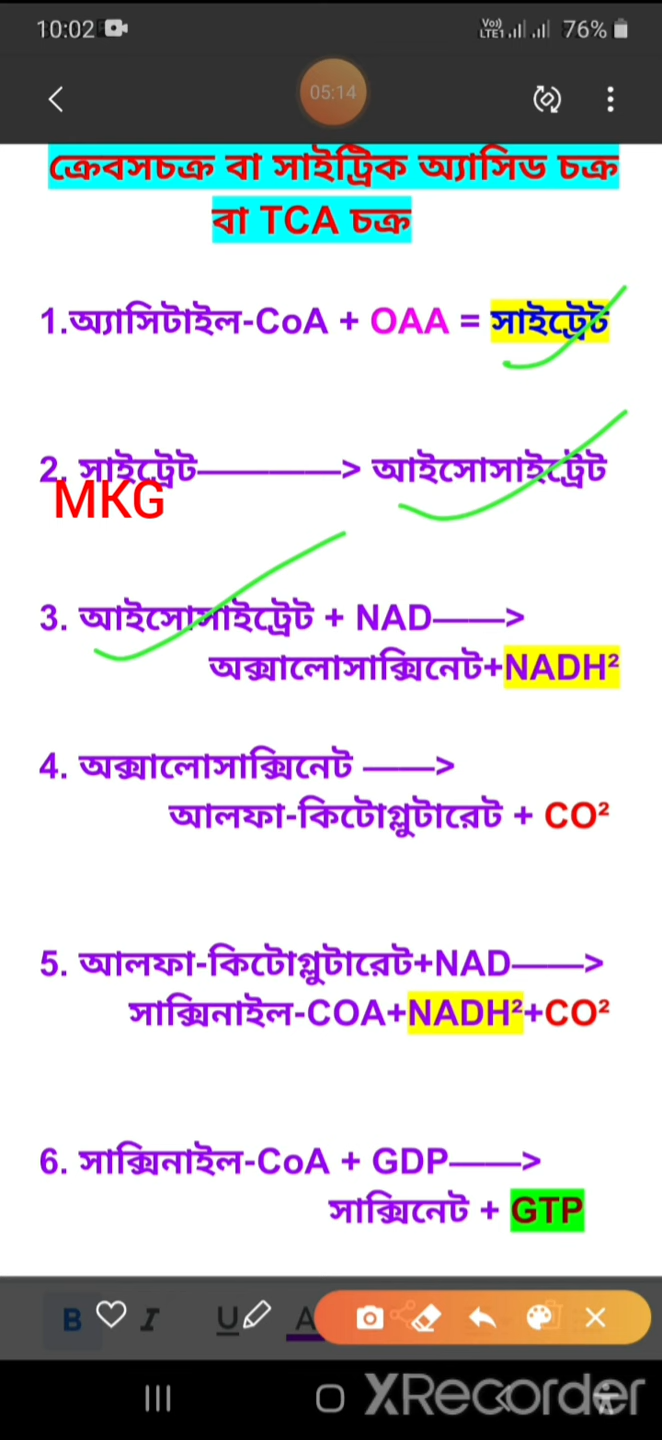 10:02
Vo)) LTE1 76%
05:14
ক্রেবসচক্র বা সাইট্রিক অ্যাসিড চক্র
বা TCA চক্র
1.অ্যাসিটাইল-CoA + OAA = সাইট্রেট
2. সাইট্রেট————> আইসোসাইট্রেট
MKG
3. আইসোসাইট্রেট + NAD——>
অক্সালোসাক্সিনেট+NADH²
4. অক্সালোসাক্সিনেট ——>
আলফা-কিটোগ্লুটারেট + CO²
5. আলফা-কিটোগ্লুটারেট+NAD——>
সাক্সিনাইল-COA+NADH²+CO²
6. সাক্সিনাইল-CoA + GDP——>
সাক্সিনেট + GTP
B I U A
XRecorder